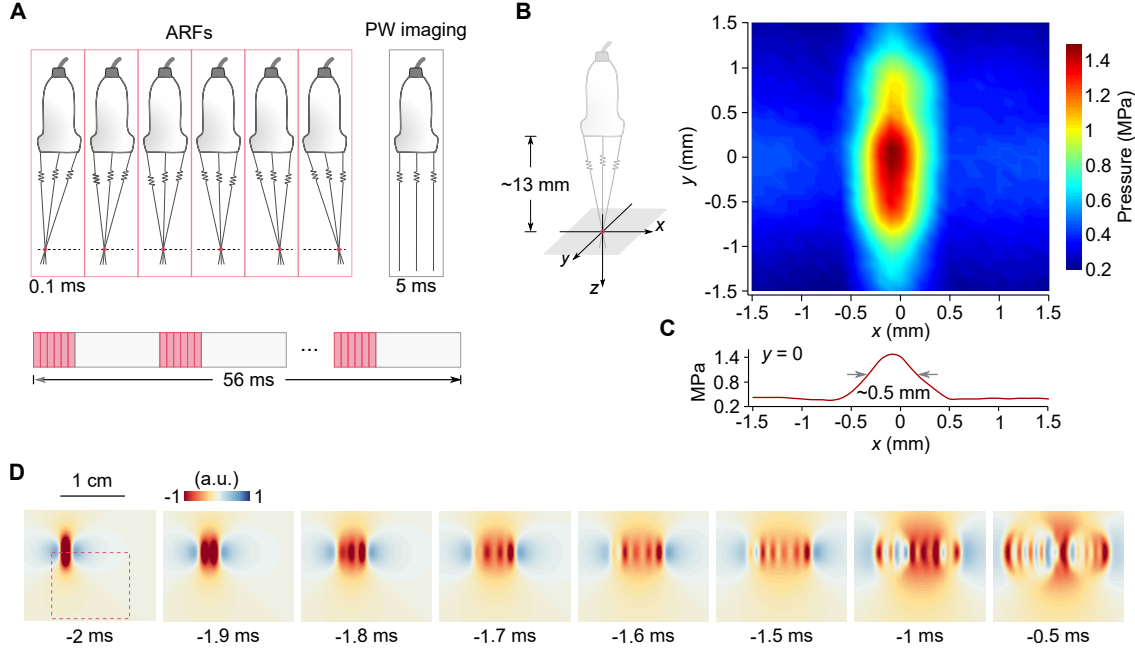 A
ARFs
PW imaging
0.1 ms
5 ms
...
56 ms
B
~13 mm
x
y
z
y (mm)
1.5
1
0.5
0
-0.5
-1
-1.5
-1.5 -1 -0.5 0 0.5 1 1.5
x (mm)
1.4
1.2
1
0.8
0.6
0.4
0.2
Pressure (MPa)
C
y = 0
MPa
1.4
0.8
0.2
~0.5 mm
-1.5 -1 -0.5 0 0.5 1 1.5
x (mm)
D
1 cm
(a.u.)
-1 1
-2 ms -1.9 ms -1.8 ms -1.7 ms -1.6 ms -1.5 ms -1 ms -0.5 ms